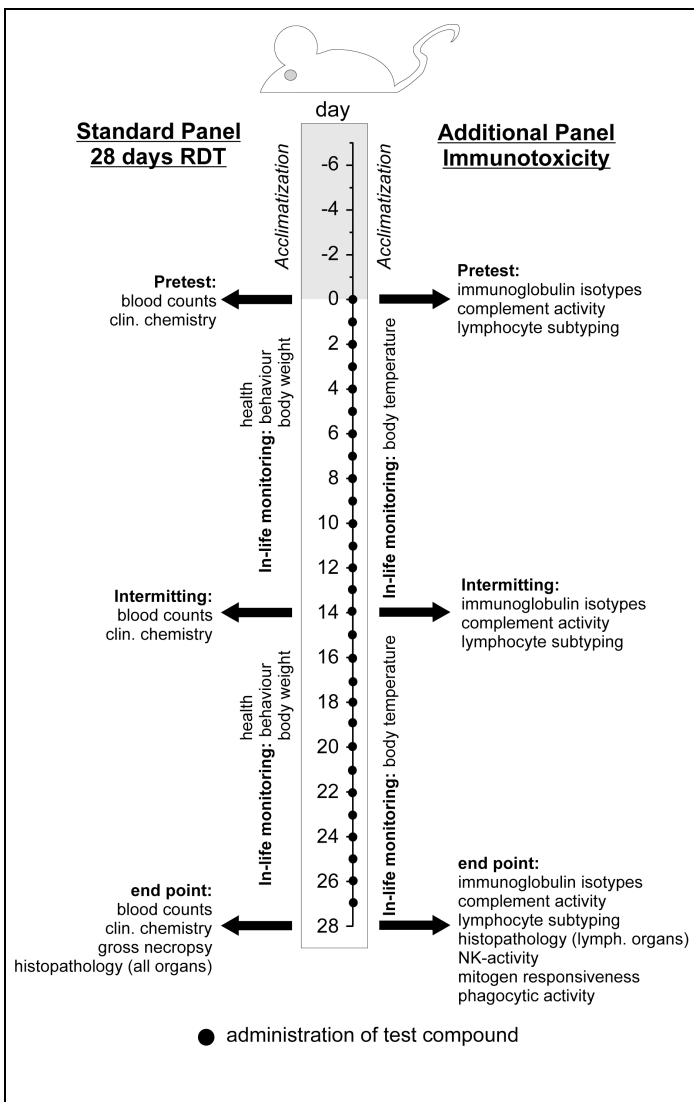 day
Standard Panel
28 days RDT
Additional Panel
Immunotoxicity
Acclimatization
Acclimatization
-6
-4
-2
0
2
4
6
8
10
12
14
16
18
20
22
24
26
28
Pretest:
blood counts
clin. chemistry
Pretest:
immunoglobulin isotypes
complement activity
lymphocyte subtyping
health
In-life monitoring: behaviour
body weight
In-life monitoring: body temperature
Intermitting:
blood counts
clin. chemistry
Intermitting:
immunoglobulin isotypes
complement activity
lymphocyte subtyping
health
In-life monitoring: behaviour
body weight
In-life monitoring: body temperature
end point:
blood counts
clin. chemistry
gross necropsy
histopathology (all organs)
end point:
immunoglobulin isotypes
complement activity
lymphocyte subtyping
histopathology (lymph. organs)
NK-activity
mitogen responsiveness
phagocytic activity
administration of test compound